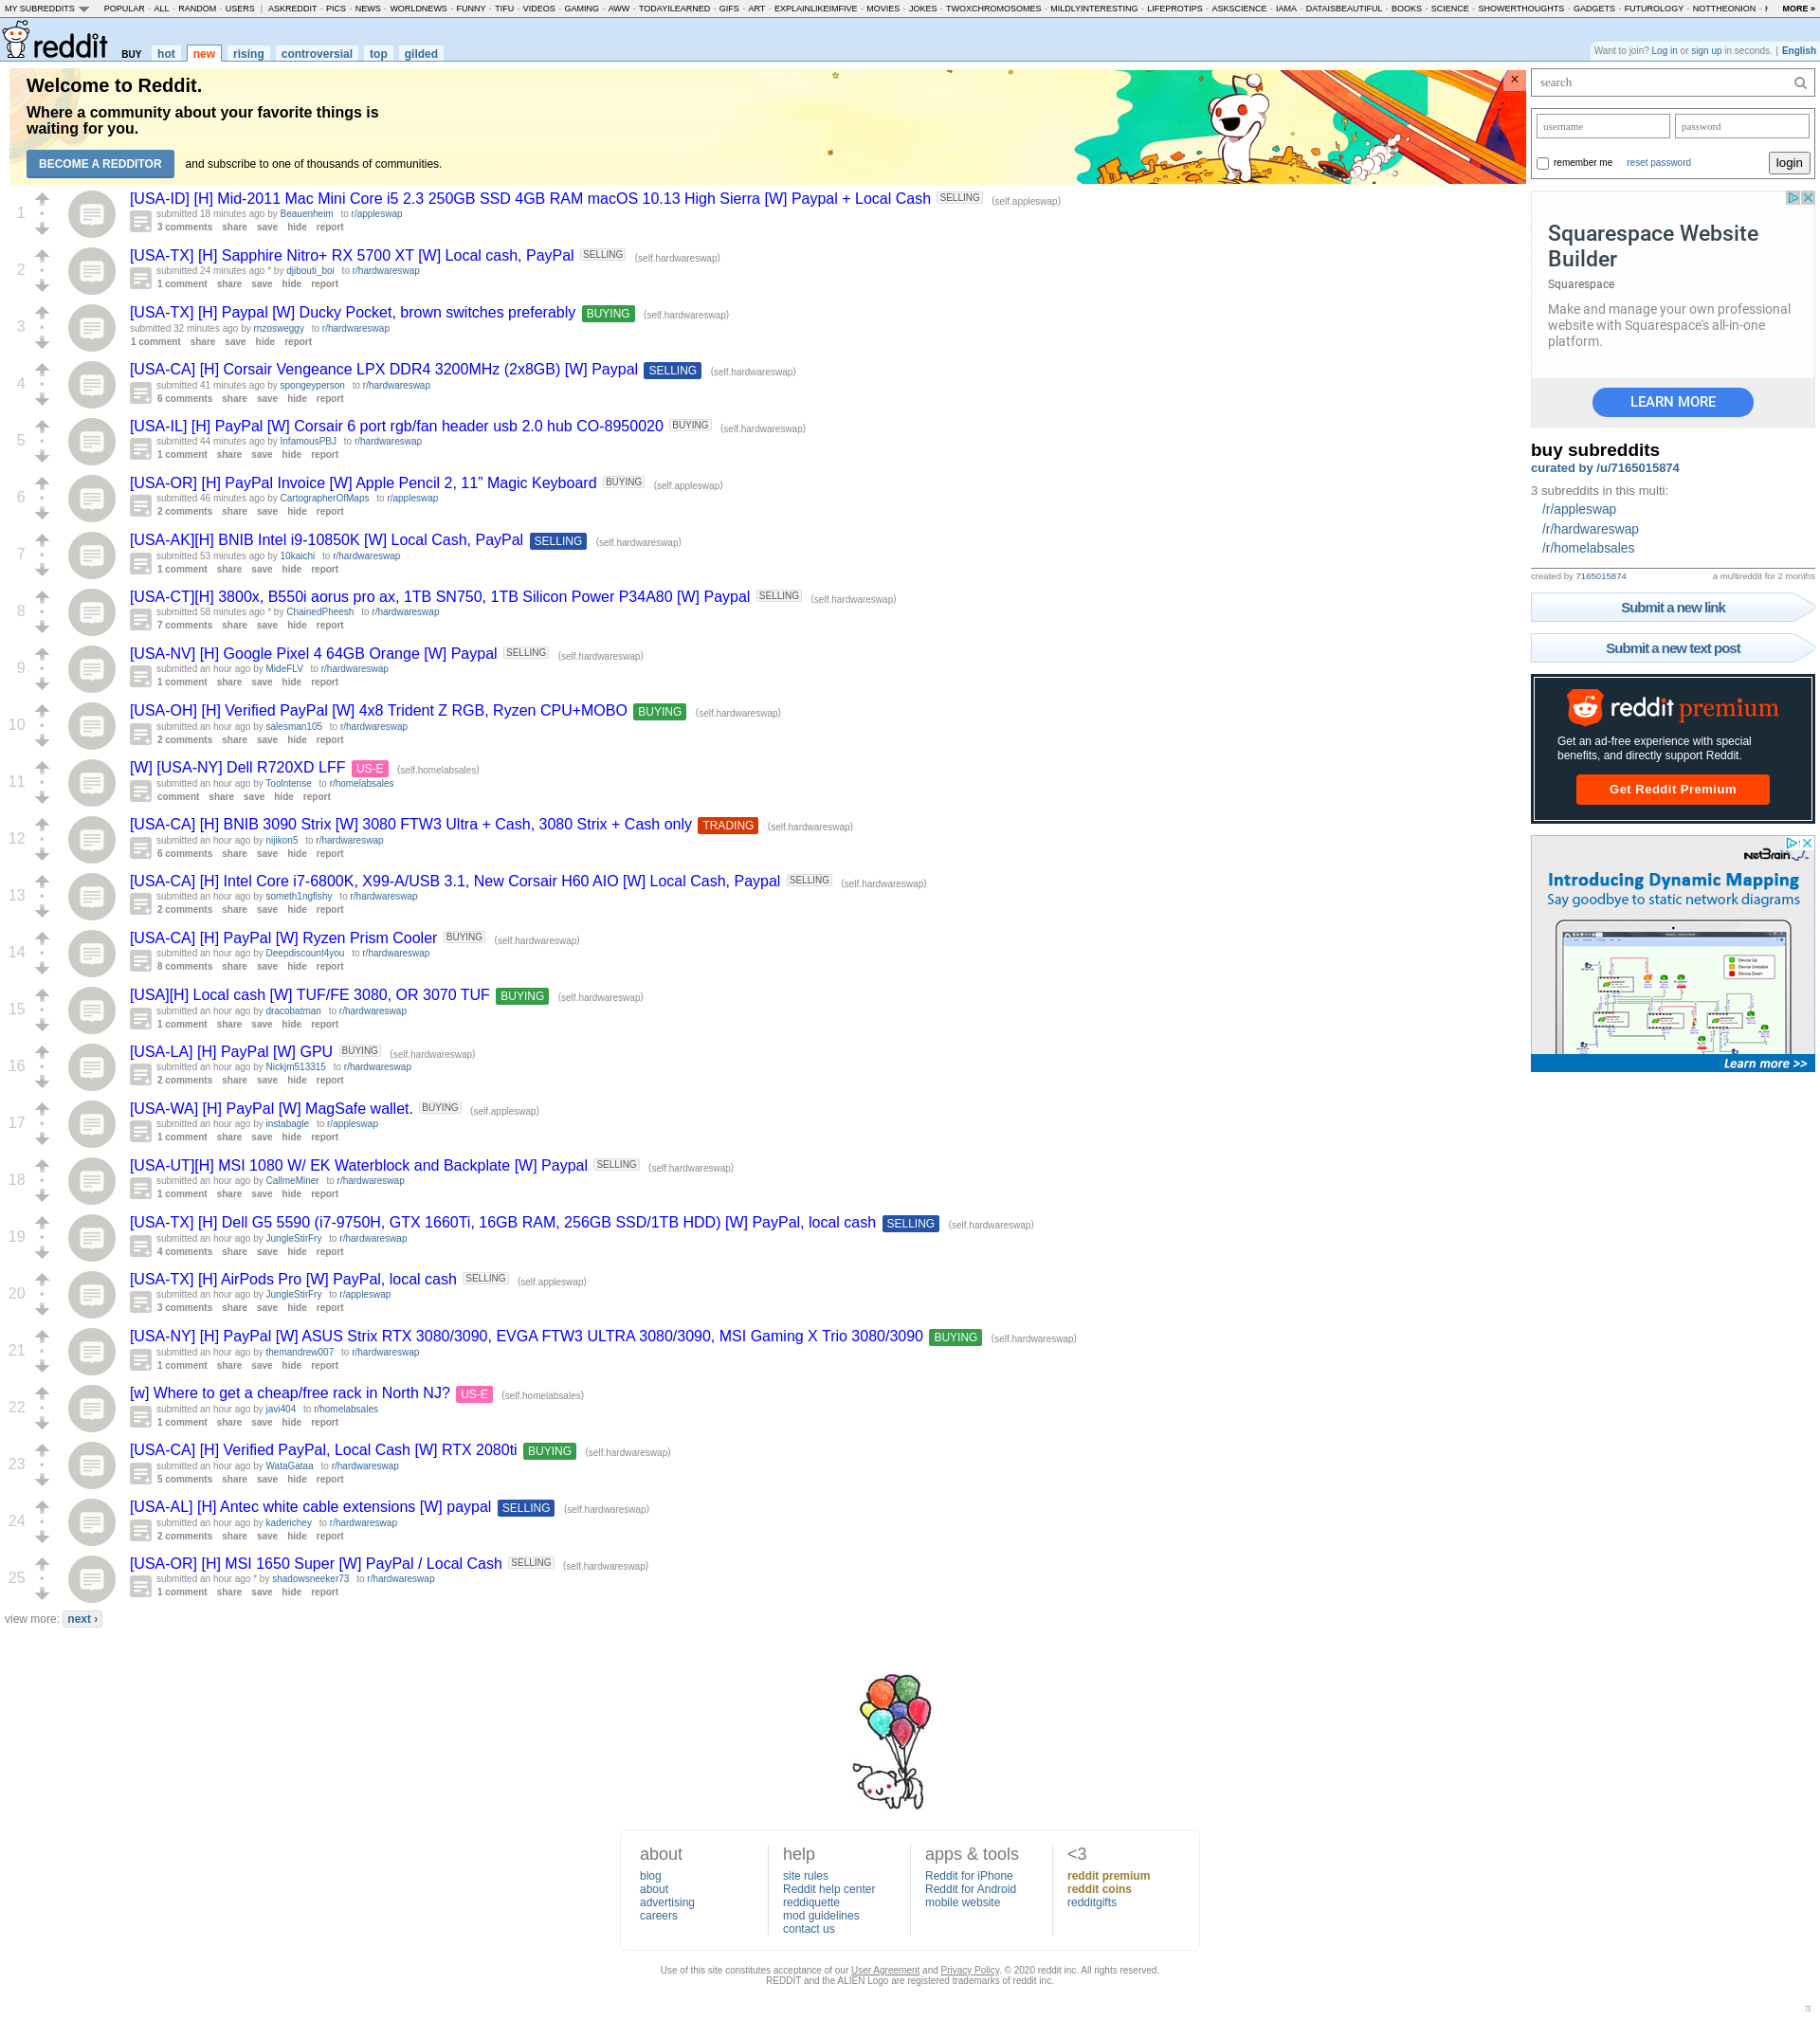 MY SUBREDDITS POPULAR - ALL - RANDOM - USERS | ASKREDDIT - PICS - NEWS - WORLDNEWS - FUNNY - TIFU - VIDEOS - GAMING - AWW - TODAYILEARNED - GIFS - ART - EXPLAINLIKEIMFIVE - MOVIES - JOKES - TWOXCHROMOSOMES - MILDLYINTERESTING - LIFEPROTIPS - ASKSCIENCE - IAMA - DATAISBEAUTIFUL - BOOKS - SCIENCE - SHOWERTHOUGHTS - GADGETS - FUTUROLOGY - NOTTHEONION - MORE »
reddit BUY hot new rising controversial top gilded
Want to join? Log in or sign up in seconds. | English
Welcome to Reddit.
Where a community about your favorite things is
waiting for you.
BECOME A REDDITOR and subscribe to one of thousands of communities.
1
[USA-ID] [H] Mid-2011 Mac Mini Core i5 2.3 250GB SSD 4GB RAM macOS 10.13 High Sierra [W] Paypal + Local Cash SELLING (self.appleswap)
submitted 18 minutes ago by Beauenheim to r/appleswap
3 comments share save hide report
2
[USA-TX] [H] Sapphire Nitro+ RX 5700 XT [W] Local cash, PayPal SELLING (self.hardwareswap)
submitted 24 minutes ago * by djibouti_boi to r/hardwareswap
1 comment share save hide report
3
[USA-TX] [H] Paypal [W] Ducky Pocket, brown switches preferably BUYING (self.hardwareswap)
submitted 32 minutes ago by rnzosweggy to r/hardwareswap
1 comment share save hide report
4
[USA-CA] [H] Corsair Vengeance LPX DDR4 3200MHz (2x8GB) [W] Paypal SELLING (self.hardwareswap)
submitted 41 minutes ago by spongeyperson to r/hardwareswap
6 comments share save hide report
5
[USA-IL] [H] PayPal [W] Corsair 6 port rgb/fan header usb 2.0 hub CO-8950020 BUYING (self.hardwareswap)
submitted 44 minutes ago by InfamousPBJ to r/hardwareswap
1 comment share save hide report
6
[USA-OR] [H] PayPal Invoice [W] Apple Pencil 2, 11” Magic Keyboard BUYING (self.appleswap)
submitted 46 minutes ago by CartographerOfMaps to r/appleswap
2 comments share save hide report
7
[USA-AK][H] BNIB Intel i9-10850K [W] Local Cash, PayPal SELLING (self.hardwareswap)
submitted 53 minutes ago by 10kaichi to r/hardwareswap
1 comment share save hide report
8
[USA-CT][H] 3800x, B550i aorus pro ax, 1TB SN750, 1TB Silicon Power P34A80 [W] Paypal SELLING (self.hardwareswap)
submitted 58 minutes ago * by ChainedPheesh to r/hardwareswap
7 comments share save hide report
9
[USA-NV] [H] Google Pixel 4 64GB Orange [W] Paypal SELLING (self.hardwareswap)
submitted an hour ago by MideFLV to r/hardwareswap
1 comment share save hide report
10
[USA-OH] [H] Verified PayPal [W] 4x8 Trident Z RGB, Ryzen CPU+MOBO BUYING (self.hardwareswap)
submitted an hour ago by salesman105 to r/hardwareswap
2 comments share save hide report
11
[W] [USA-NY] Dell R720XD LFF US-E (self.homelabsales)
submitted an hour ago by TooIntense to r/homelabsales
comment share save hide report
12
[USA-CA] [H] BNIB 3090 Strix [W] 3080 FTW3 Ultra + Cash, 3080 Strix + Cash only TRADING (self.hardwareswap)
submitted an hour ago by nijikon5 to r/hardwareswap
6 comments share save hide report
13
[USA-CA] [H] Intel Core i7-6800K, X99-A/USB 3.1, New Corsair H60 AIO [W] Local Cash, Paypal SELLING (self.hardwareswap)
submitted an hour ago by someth1ngfishy to r/hardwareswap
2 comments share save hide report
14
[USA-CA] [H] PayPal [W] Ryzen Prism Cooler BUYING (self.hardwareswap)
submitted an hour ago by Deepdiscount4you to r/hardwareswap
8 comments share save hide report
15
[USA][H] Local cash [W] TUF/FE 3080, OR 3070 TUF BUYING (self.hardwareswap)
submitted an hour ago by dracobatman to r/hardwareswap
1 comment share save hide report
16
[USA-LA] [H] PayPal [W] GPU BUYING (self.hardwareswap)
submitted an hour ago by Nickjm513315 to r/hardwareswap
2 comments share save hide report
17
[USA-WA] [H] PayPal [W] MagSafe wallet. BUYING (self.appleswap)
submitted an hour ago by instabagle to r/appleswap
1 comment share save hide report
18
[USA-UT][H] MSI 1080 W/ EK Waterblock and Backplate [W] Paypal SELLING (self.hardwareswap)
submitted an hour ago by CallmeMiner to r/hardwareswap
1 comment share save hide report
19
[USA-TX] [H] Dell G5 5590 (i7-9750H, GTX 1660Ti, 16GB RAM, 256GB SSD/1TB HDD) [W] PayPal, local cash SELLING (self.hardwareswap)
submitted an hour ago by JungleStirFry to r/hardwareswap
4 comments share save hide report
20
[USA-TX] [H] AirPods Pro [W] PayPal, local cash SELLING (self.appleswap)
submitted an hour ago by JungleStirFry to r/appleswap
3 comments share save hide report
21
[USA-NY] [H] PayPal [W] ASUS Strix RTX 3080/3090, EVGA FTW3 ULTRA 3080/3090, MSI Gaming X Trio 3080/3090 BUYING (self.hardwareswap)
submitted an hour ago by themandrew007 to r/hardwareswap
1 comment share save hide report
22
[w] Where to get a cheap/free rack in North NJ? US-E (self.homelabsales)
submitted an hour ago by javi404 to r/homelabsales
1 comment share save hide report
23
[USA-CA] [H] Verified PayPal, Local Cash [W] RTX 2080ti BUYING (self.hardwareswap)
submitted an hour ago by WataGataa to r/hardwareswap
5 comments share save hide report
24
[USA-AL] [H] Antec white cable extensions [W] paypal SELLING (self.hardwareswap)
submitted an hour ago by kaderichey to r/hardwareswap
2 comments share save hide report
25
[USA-OR] [H] MSI 1650 Super [W] PayPal / Local Cash SELLING (self.hardwareswap)
submitted an hour ago * by shadowsneeker73 to r/hardwareswap
1 comment share save hide report
view more: next ›
search
username password
remember me reset password login
Squarespace Website
Builder
Squarespace
Make and manage your own professional
website with Squarespace's all-in-one
platform.
LEARN MORE
buy subreddits
curated by /u/7165015874
3 subreddits in this multi:
/r/appleswap
/r/hardwareswap
/r/homelabsales
created by 7165015874 a multireddit for 2 months
Submit a new link
Submit a new text post
reddit premium
Get an ad-free experience with special
benefits, and directly support Reddit.
Get Reddit Premium
NetBrain
Introducing Dynamic Mapping
Say goodbye to static network diagrams
Device Up
Device Unstable
Device Down
Learn more >>
about
blog
about
advertising
careers
help
site rules
Reddit help center
reddiquette
mod guidelines
contact us
apps & tools
Reddit for iPhone
Reddit for Android
mobile website
<3
reddit premium
reddit coins
redditgifts
Use of this site constitutes acceptance of our User Agreement and Privacy Policy. © 2020 reddit inc. All rights reserved.
REDDIT and the ALIEN Logo are registered trademarks of reddit inc.
π